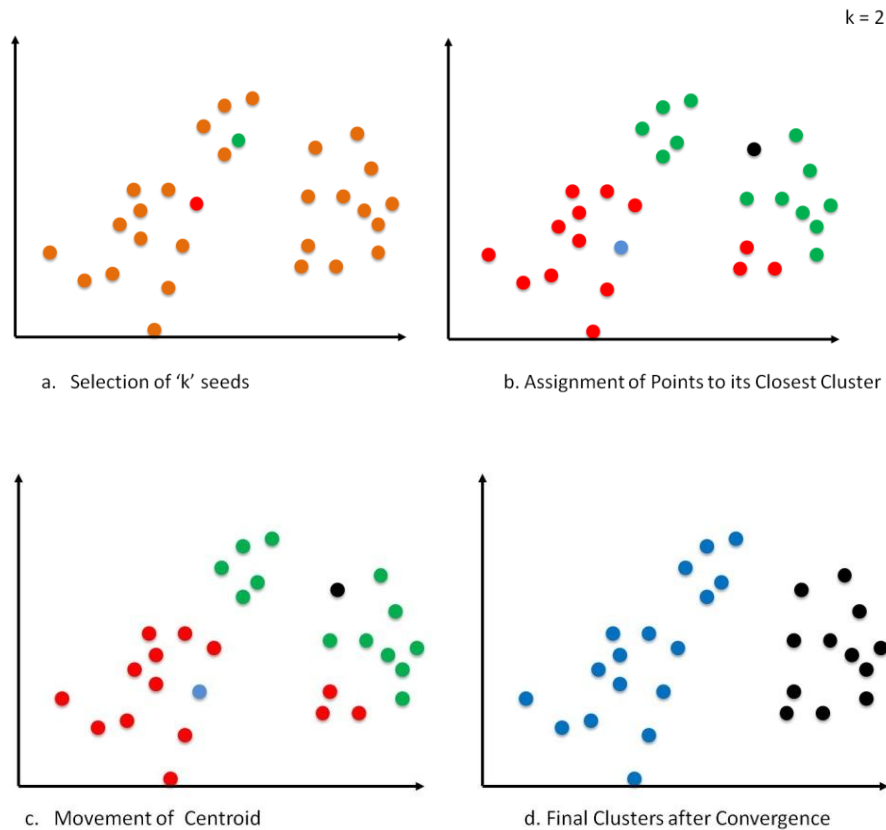 k = 2
a. Selection of ‘k’ seeds
b. Assignment of Points to its Closest Cluster
c. Movement of Centroid
d. Final Clusters after Convergence